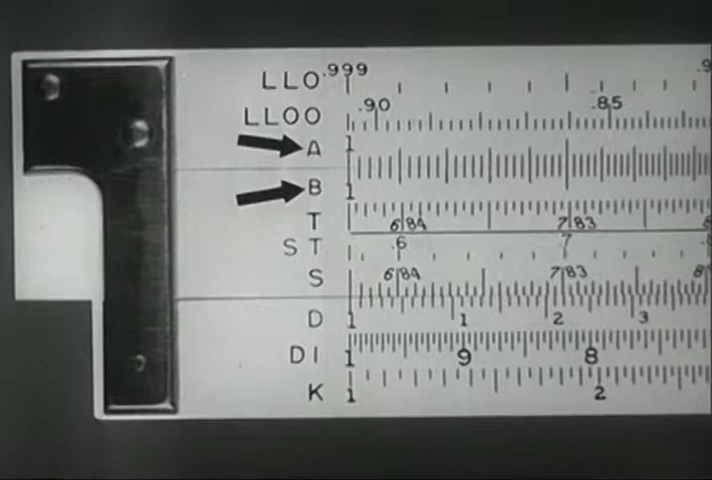 LLO .999 .9
LLOO .90 .85
A 1
B 1
T 6|84 7|83
ST .6 .7
S 6|84 7|83 8
D 1 1 2 3
DI 1 9 8
K 1 2